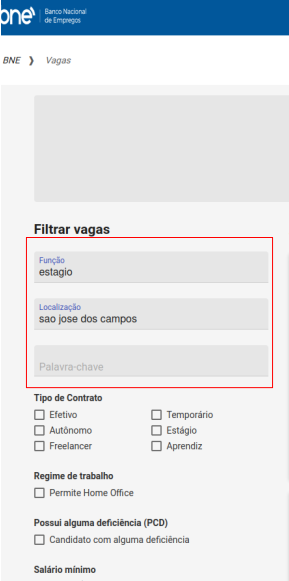 bne
Banco Nacional
de Empregos
BNE ❯ Vagas
Filtrar vagas
Função
estagio
Localização
sao jose dos campos
Palavra-chave
Tipo de Contrato
Efetivo Temporário
Autônomo Estágio
Freelancer Aprendiz
Regime de trabalho
Permite Home Office
Possui alguma deficiência (PCD)
Candidato com alguma deficiência
Salário mínimo